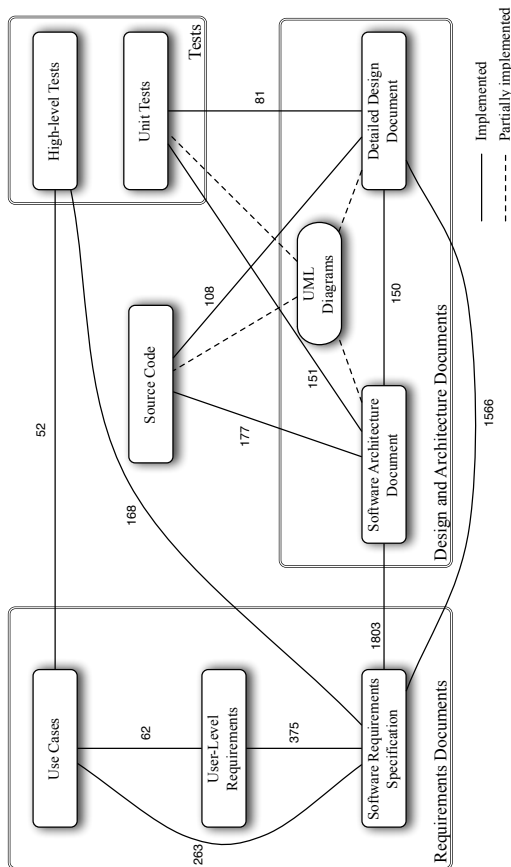 Use Cases
52
High-level Tests
62
263
User-Level
Requirements
375
168
Source Code
Unit Tests
Tests
177
108
81
151
UML
Diagrams
Software Requirements
Specification
1803
Software Architecture
Document
150
Detailed Design
Document
Requirements Documents
Design and Architecture Documents
1566
Implemented
Partially implemented